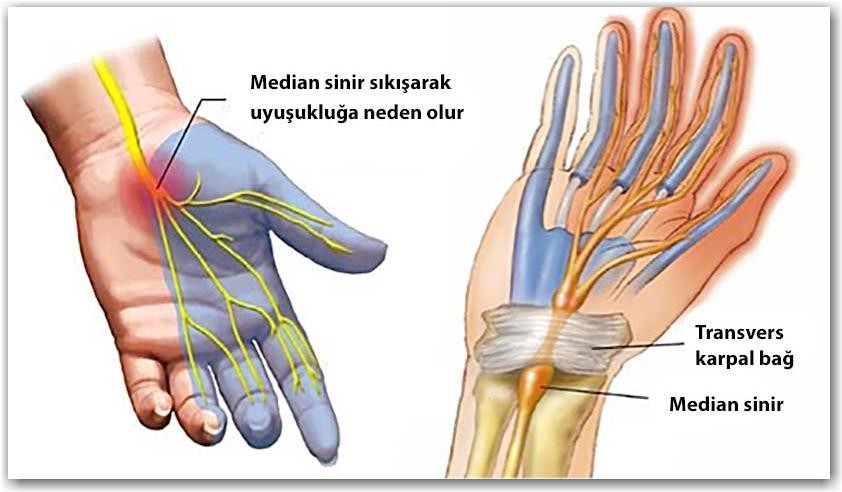 Median sinir sıkışarak
uyuşukluğa neden olur
Transvers
karpal bağ
Median sinir